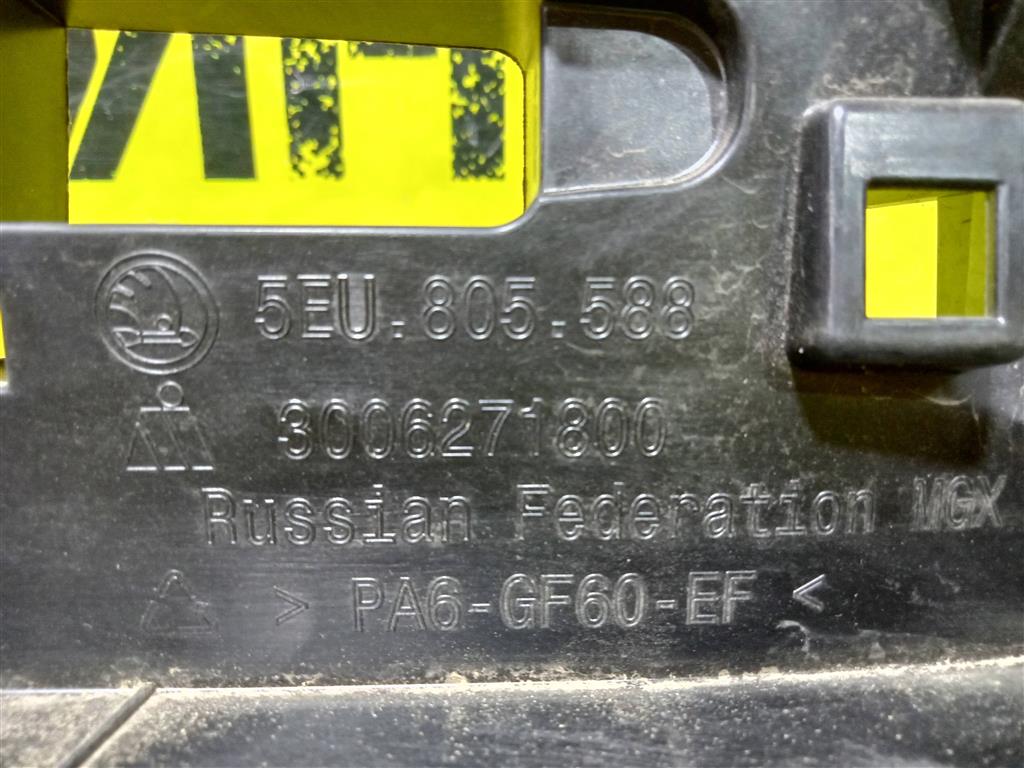 5EU.805.588
3006271800
Russian Federation MGX
> PA6-GF60-EF <